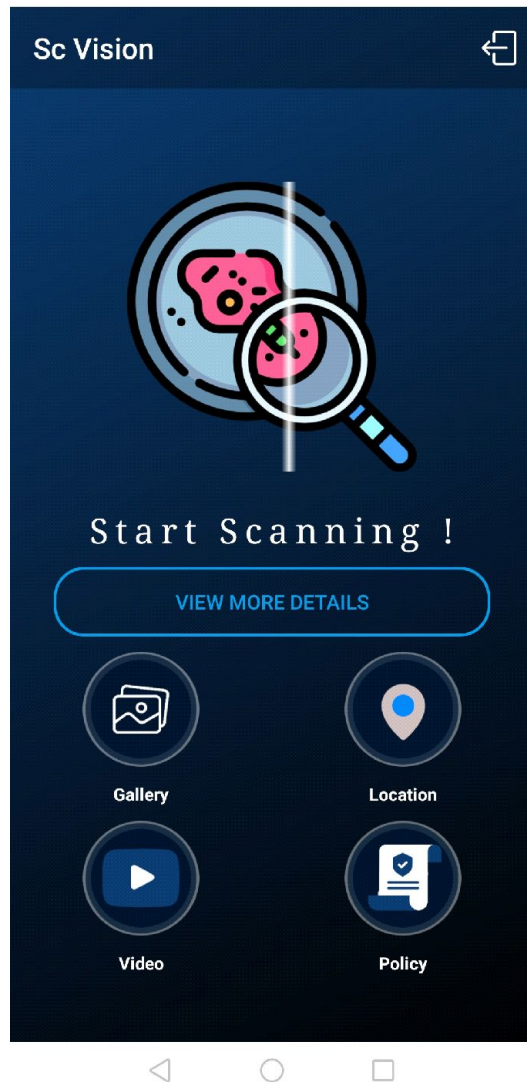 Sc Vision
Start Scanning !
VIEW MORE DETAILS
Gallery
Location
Video
Policy